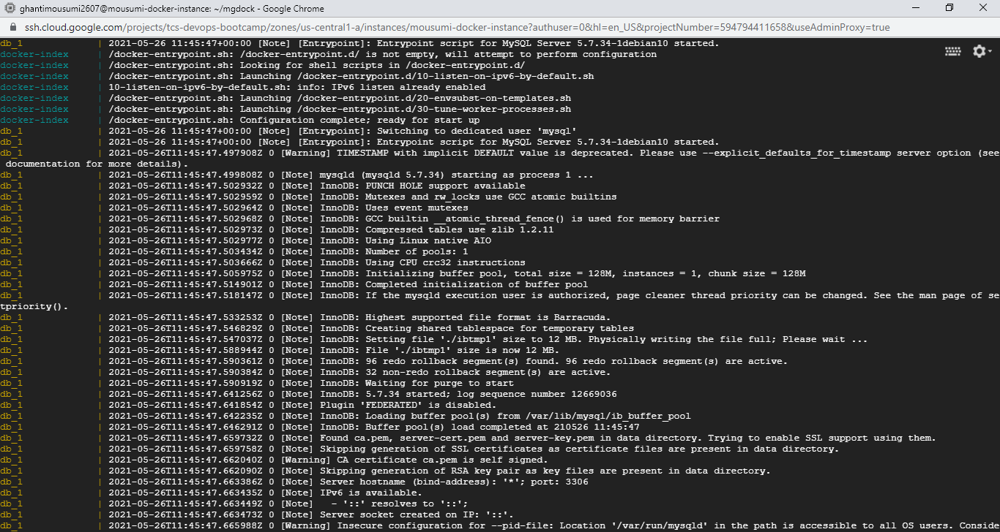 ghantimousumi2607@mousumi-docker-instance: ~/mgdock - Google Chrome
ssh.cloud.google.com/projects/tcs-devops-bootcamp/zones/us-central1-a/instances/mousumi-docker-instance?authuser=0&hl=en_US&projectNumber=594794411658&useAdminProxy=true
db_1 | 2021-05-26 11:45:47+00:00 [Note] [Entrypoint]: Entrypoint script for MySQL Server 5.7.34-1debian10 started.
docker-index | /docker-entrypoint.sh: /docker-entrypoint.d/ is not empty, will attempt to perform configuration
docker-index | /docker-entrypoint.sh: Looking for shell scripts in /docker-entrypoint.d/
docker-index | /docker-entrypoint.sh: Launching /docker-entrypoint.d/10-listen-on-ipv6-by-default.sh
docker-index | 10-listen-on-ipv6-by-default.sh: info: IPv6 listen already enabled
docker-index | /docker-entrypoint.sh: Launching /docker-entrypoint.d/20-envsubst-on-templates.sh
docker-index | /docker-entrypoint.sh: Launching /docker-entrypoint.d/30-tune-worker-processes.sh
docker-index | /docker-entrypoint.sh: Configuration complete; ready for start up
db_1 | 2021-05-26 11:45:47+00:00 [Note] [Entrypoint]: Switching to dedicated user 'mysql'
db_1 | 2021-05-26 11:45:47+00:00 [Note] [Entrypoint]: Entrypoint script for MySQL Server 5.7.34-1debian10 started.
db_1 | 2021-05-26T11:45:47.497908Z 0 [Warning] TIMESTAMP with implicit DEFAULT value is deprecated. Please use --explicit_defaults_for_timestamp server option (see
documentation for more details).
db_1 | 2021-05-26T11:45:47.499808Z 0 [Note] mysqld (mysqld 5.7.34) starting as process 1 ...
db_1 | 2021-05-26T11:45:47.502932Z 0 [Note] InnoDB: PUNCH HOLE support available
db_1 | 2021-05-26T11:45:47.502959Z 0 [Note] InnoDB: Mutexes and rw_locks use GCC atomic builtins
db_1 | 2021-05-26T11:45:47.502964Z 0 [Note] InnoDB: Uses event mutexes
db_1 | 2021-05-26T11:45:47.502968Z 0 [Note] InnoDB: GCC builtin __atomic_thread_fence() is used for memory barrier
db_1 | 2021-05-26T11:45:47.502973Z 0 [Note] InnoDB: Compressed tables use zlib 1.2.11
db_1 | 2021-05-26T11:45:47.502977Z 0 [Note] InnoDB: Using Linux native AIO
db_1 | 2021-05-26T11:45:47.503434Z 0 [Note] InnoDB: Number of pools: 1
db_1 | 2021-05-26T11:45:47.503666Z 0 [Note] InnoDB: Using CPU crc32 instructions
db_1 | 2021-05-26T11:45:47.505975Z 0 [Note] InnoDB: Initializing buffer pool, total size = 128M, instances = 1, chunk size = 128M
db_1 | 2021-05-26T11:45:47.514901Z 0 [Note] InnoDB: Completed initialization of buffer pool
db_1 | 2021-05-26T11:45:47.518147Z 0 [Note] InnoDB: If the mysqld execution user is authorized, page cleaner thread priority can be changed. See the man page of se
tpriority().
db_1 | 2021-05-26T11:45:47.533253Z 0 [Note] InnoDB: Highest supported file format is Barracuda.
db_1 | 2021-05-26T11:45:47.546829Z 0 [Note] InnoDB: Creating shared tablespace for temporary tables
db_1 | 2021-05-26T11:45:47.547037Z 0 [Note] InnoDB: Setting file './ibtmp1' size to 12 MB. Physically writing the file full; Please wait ...
db_1 | 2021-05-26T11:45:47.588944Z 0 [Note] InnoDB: File './ibtmp1' size is now 12 MB.
db_1 | 2021-05-26T11:45:47.590361Z 0 [Note] InnoDB: 96 redo rollback segment(s) found. 96 redo rollback segment(s) are active.
db_1 | 2021-05-26T11:45:47.590384Z 0 [Note] InnoDB: 32 non-redo rollback segment(s) are active.
db_1 | 2021-05-26T11:45:47.590919Z 0 [Note] InnoDB: Waiting for purge to start
db_1 | 2021-05-26T11:45:47.641256Z 0 [Note] InnoDB: 5.7.34 started; log sequence number 12669036
db_1 | 2021-05-26T11:45:47.641854Z 0 [Note] Plugin 'FEDERATED' is disabled.
db_1 | 2021-05-26T11:45:47.642235Z 0 [Note] InnoDB: Loading buffer pool(s) from /var/lib/mysql/ib_buffer_pool
db_1 | 2021-05-26T11:45:47.646291Z 0 [Note] InnoDB: Buffer pool(s) load completed at 210526 11:45:47
db_1 | 2021-05-26T11:45:47.659732Z 0 [Note] Found ca.pem, server-cert.pem and server-key.pem in data directory. Trying to enable SSL support using them.
db_1 | 2021-05-26T11:45:47.659758Z 0 [Note] Skipping generation of SSL certificates as certificate files are present in data directory.
db_1 | 2021-05-26T11:45:47.662040Z 0 [Warning] CA certificate ca.pem is self signed.
db_1 | 2021-05-26T11:45:47.662090Z 0 [Note] Skipping generation of RSA key pair as key files are present in data directory.
db_1 | 2021-05-26T11:45:47.663386Z 0 [Note] Server hostname (bind-address): '*'; port: 3306
db_1 | 2021-05-26T11:45:47.663435Z 0 [Note] IPv6 is available.
db_1 | 2021-05-26T11:45:47.663449Z 0 [Note]   - '::' resolves to '::';
db_1 | 2021-05-26T11:45:47.663473Z 0 [Note] Server socket created on IP: '::'.
db_1 | 2021-05-26T11:45:47.665988Z 0 [Warning] Insecure configuration for --pid-file: Location '/var/run/mysqld' in the path is accessible to all OS users. Conside